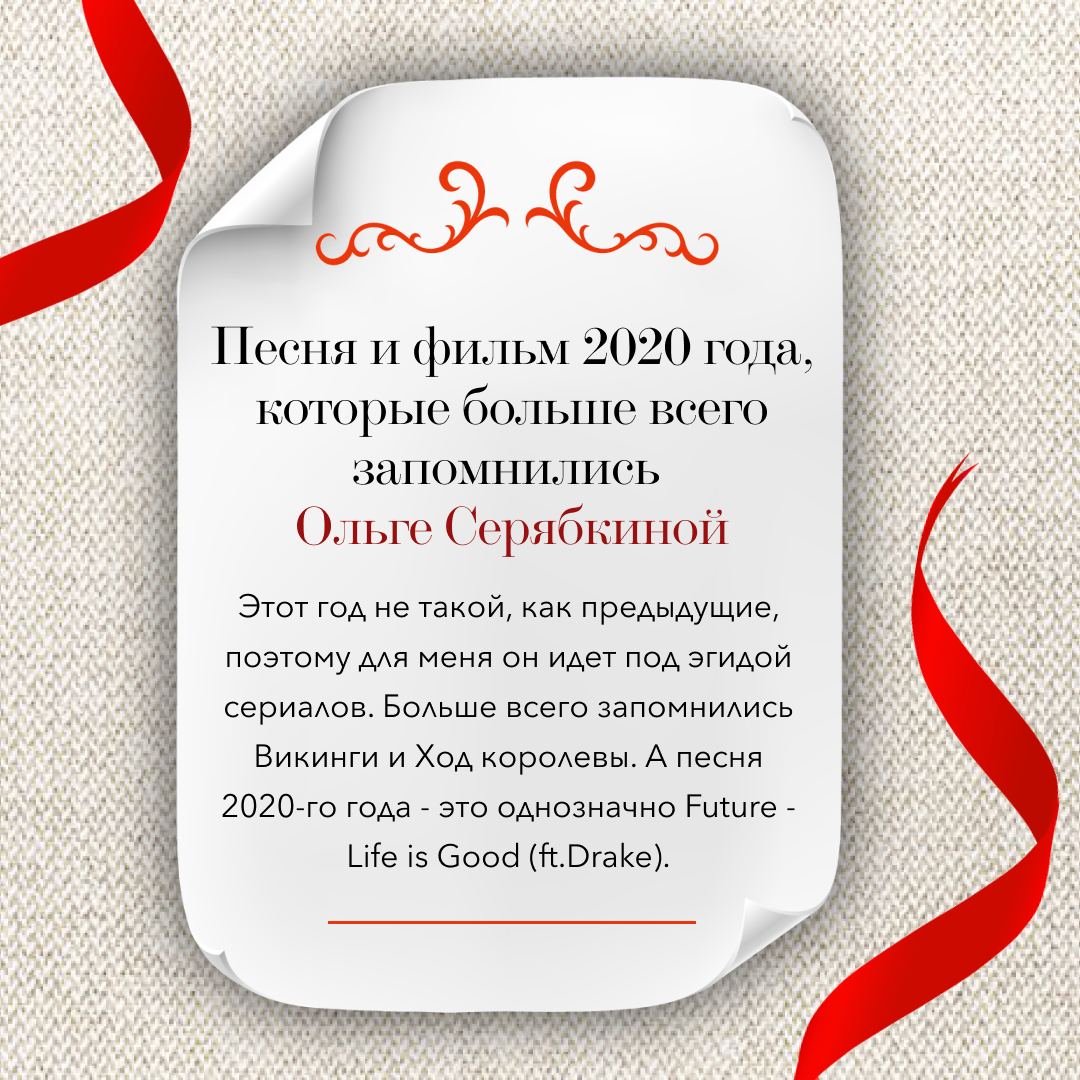 Песня и фильм 2020 года,
которые больше всего
запомнились
Ольге Серябкиной
Этот год не такой, как предыдущие,
поэтому для меня он идет под эгидой
сериалов. Больше всего запомнились
Викинги и Ход королевы. А песня
2020-го года - это однозначно Future -
Life is Good (ft.Drake).